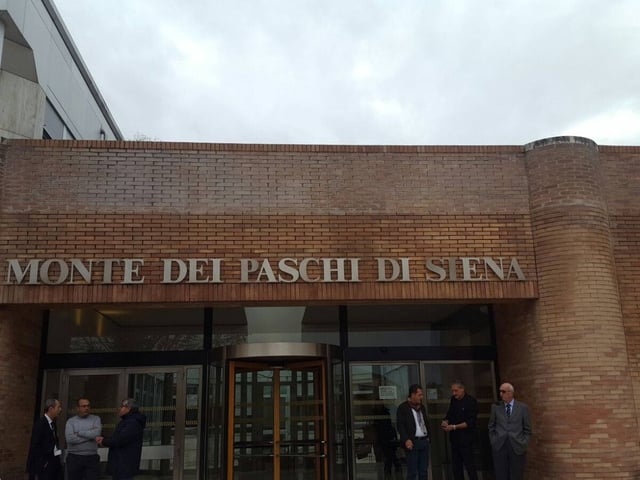 MONTE DEI PASCHI DI SIENA